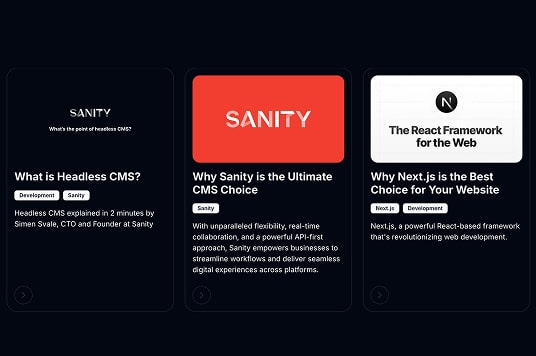 SANITY
What's the point of headless CMS?
What is Headless CMS?
Development
Sanity
Headless CMS explained in 2 minutes by
Simen Svale, CTO and Founder at Sanity
SANITY
Why Sanity is the Ultimate
CMS Choice
Sanity
With unparalleled flexibility, real-time
collaboration, and a powerful API-first
approach, Sanity empowers businesses to
streamline workflows and deliver seamless
digital experiences across platforms.
N
The React Framework
for the Web
Why Next.js is the Best
Choice for Your Website
Next.js
Development
Next.js, a powerful React-based framework
that's revolutionizing web development.